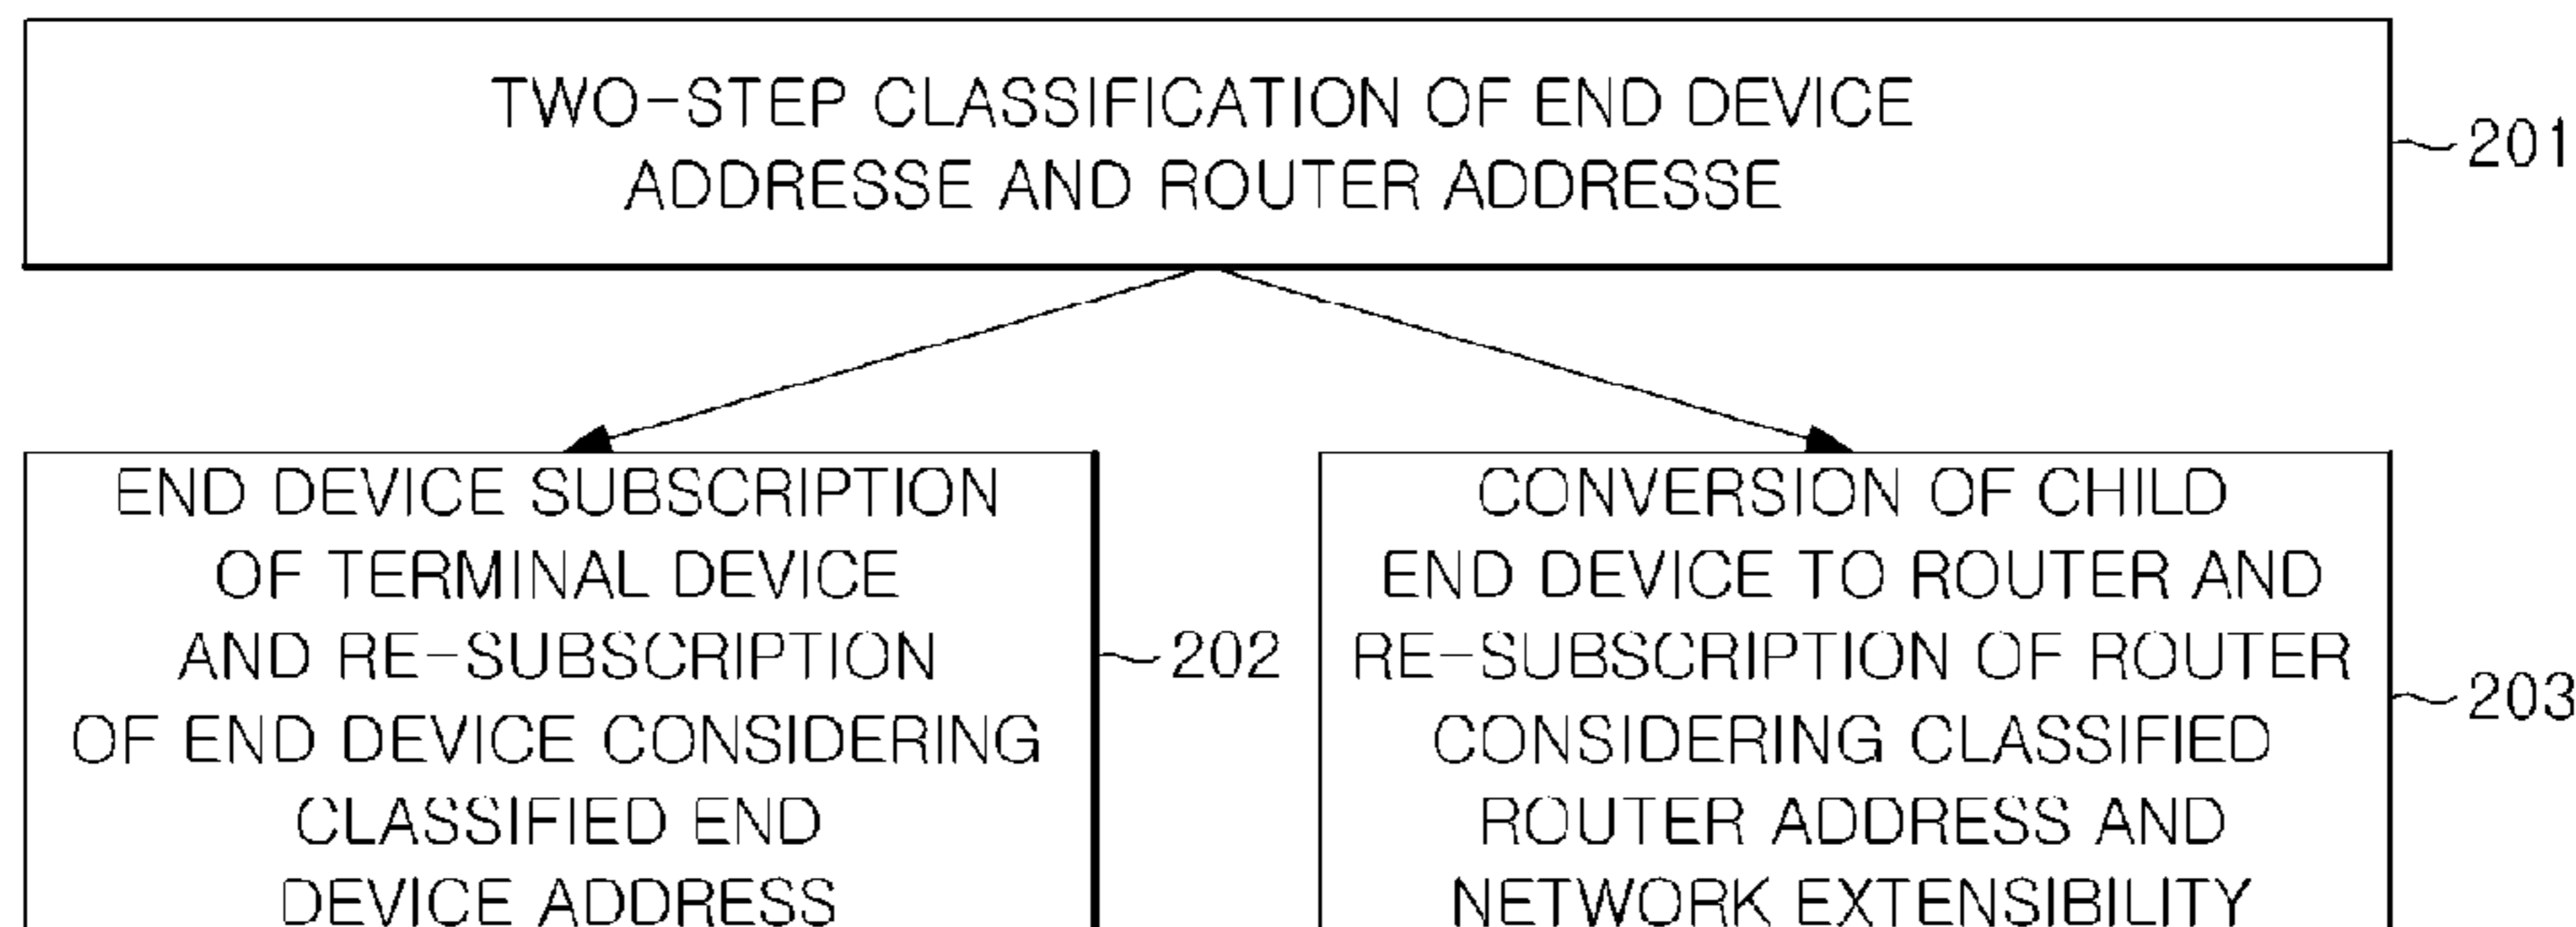 TWO-STEP CLASSIFICATION OF END DEVICE
ADDRESSE AND ROUTER ADDRESSE
201
END DEVICE SUBSCRIPTION
OF TERMINAL DEVICE
AND RE-SUBSCRIPTION
OF END DEVICE CONSIDERING
CLASSIFIED END
DEVICE ADDRESS
202
CONVERSION OF CHILD
END DEVICE TO ROUTER AND
RE-SUBSCRIPTION OF ROUTER
CONSIDERING CLASSIFIED
ROUTER ADDRESS AND
NETWORK EXTENSIBILITY
203